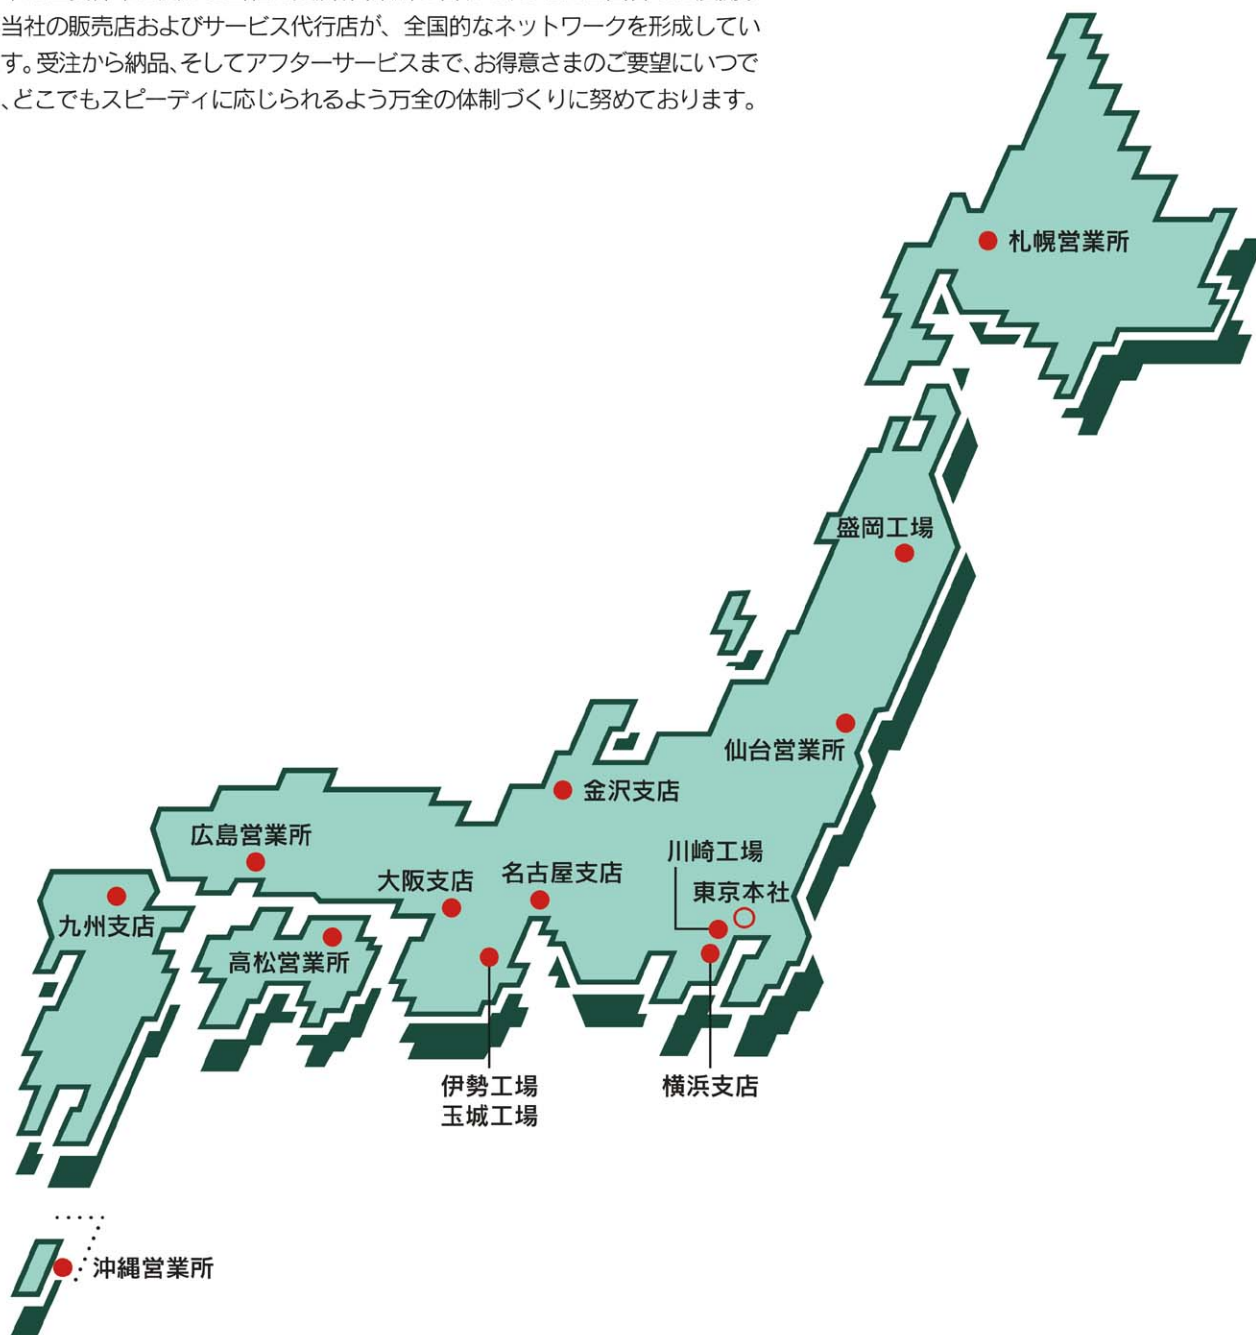 当社の販売店およびサービス代行店が、全国的なネットワークを形成してい
す。受注から納品、そしてアフターサービスまで、お得意さまのご要望にいつで
、どこでもスピーディに応じられるよう万全の体制づくりに努めております。
札幌営業所
盛岡工場
仙台営業所
金沢支店
広島営業所
川崎工場
大阪支店
名古屋支店
東京本社
九州支店
高松営業所
伊勢工場
玉城工場
横浜支店
沖縄営業所